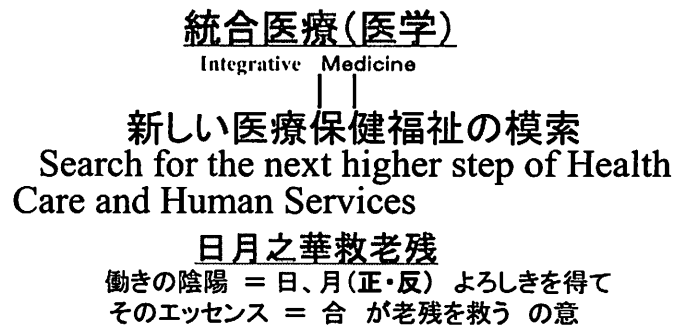 統合医療(医学)
Integrative Medicine
新しい医療保健福祉の模索
Search for the next higher step of Health
Care and Human Services
日月之華救老残
働きの陰陽 = 日、月(正・反) よろしきを得て
そのエッセンス = 合 が老残を救う の意